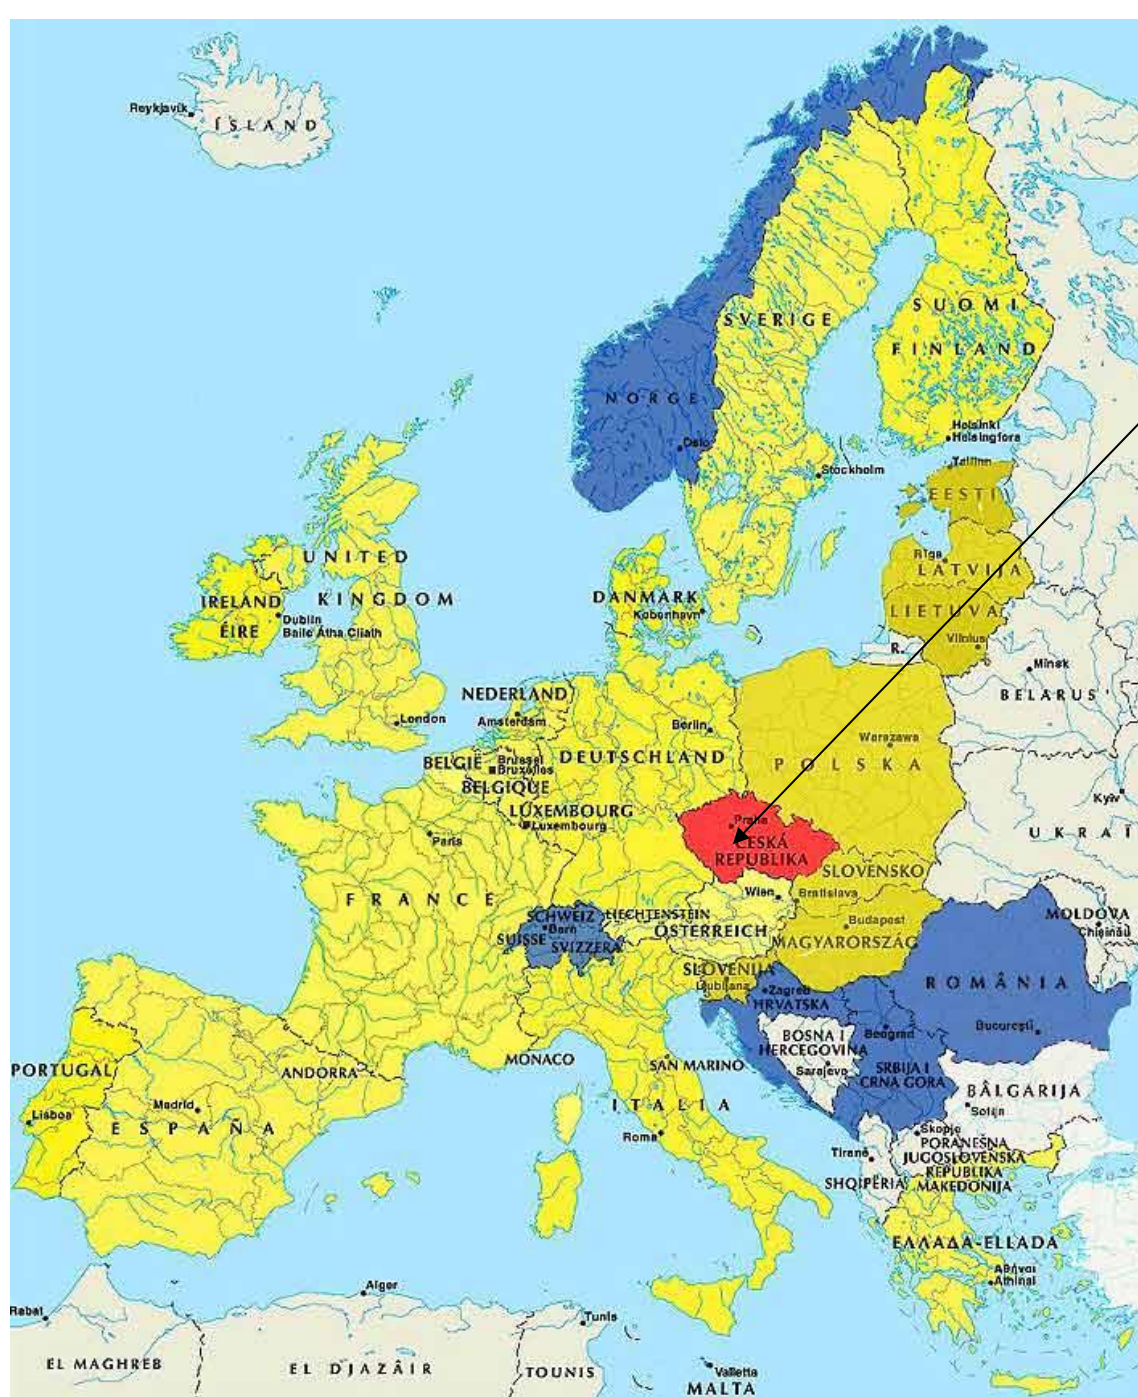 Reykjavík
ÍSLAND
SVERIGE
SUOMI
FINLAND
NORGE
Oslo
Helsinki
Helsingfors
Stockholm
Tallinn
EESTI
Rīga
LATVIJA
LIETUVA
Vilnius
R.
UNITED
KINGDOM
IRELAND
ÉIRE
Dublin
Baile Átha Cliath
DANMARK
København
Minsk
BELARUS'
NEDERLAND
Amsterdam
London
Berlin
Warszawa
POLSKA
DEUTSCHLAND
BELGIË
BELGIQUE
Brussel
Bruxelles
LUXEMBOURG
Luxembourg
Kyiv
UKRAÏ
Praha
ČESKÁ
REPUBLIKA
Paris
FRANCE
SLOVENSKO
Wien
Bratislava
SCHWEIZ
Bern
SUISSE
SVIZZERA
LIECHTENSTEIN
ÖSTERREICH
Budapest
MAGYARORSZÁG
MOLDOVA
Chişinău
SLOVENIJA
Ljubljana
Zagreb
HRVATSKA
ROMÂNIA
Bucureşti
BOSNA I
HERCEGOVINA
Sarajevo
Beograd
SRBIJA I
CRNA GORA
MONACO
SAN MARINO
PORTUGAL
ANDORRA
BÂLGARIJA
Sofija
Lisboa
Madrid
ESPAÑA
ITALIA
Roma
Skopje
PORANEŠNA
JUGOSLOVENSKA
REPUBLIKA
MAKEDONIJA
Tiranë
SHQIPERIA
ΕΛΛΑΔΑ-ELLADA
Αθήναι
Athinai
Rabat
Alger
Tunis
EL MAGHREB
EL DJAZÂIR
TOUNIS
Valletta
MALTA